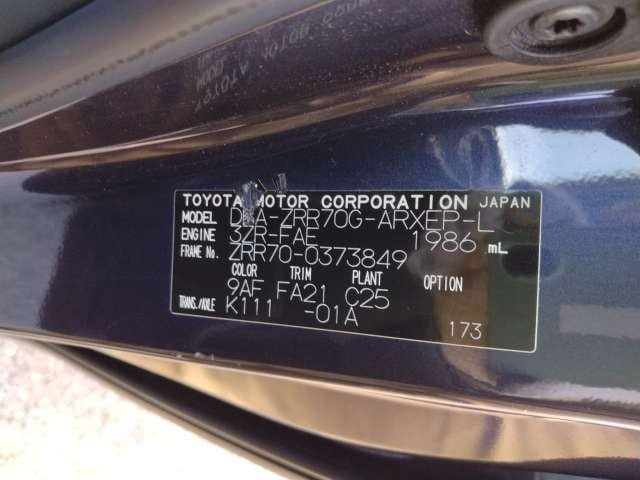 TOYOTA MOTOR CORPORATION JAPAN
MODEL DBA-ZRR70G-ARXEP-L
ENGINE 3ZR-FAE 1986 mL
FRAME No. ZRR70-0373849
COLOR TRIM PLANT OPTION
9AF FA21 C25
TRANS./AXLE K111 -01A
173